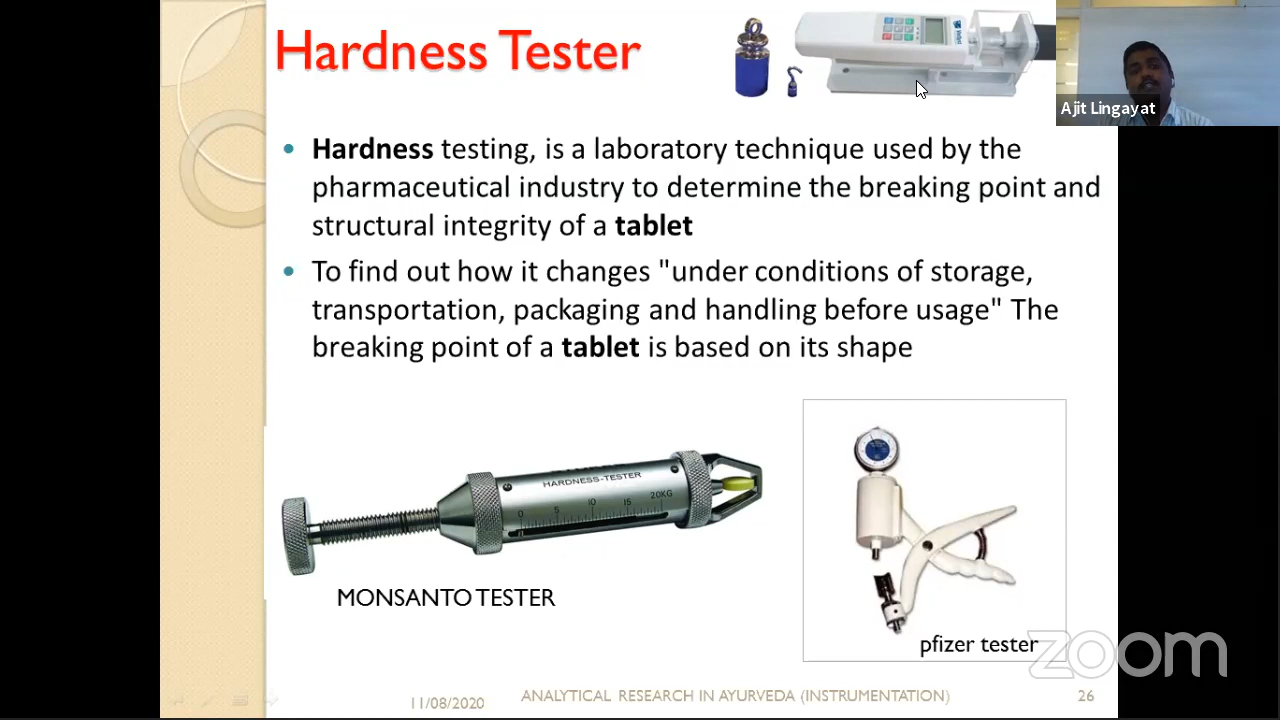 Hardness Tester
Ajit Lingayat
Hardness testing, is a laboratory technique used by the
pharmaceutical industry to determine the breaking point and
structural integrity of a tablet
To find out how it changes "under conditions of storage,
transportation, packaging and handling before usage" The
breaking point of a tablet is based on its shape
HARDNESS-TESTER
0 5 10 15 20KG
MONSANTO TESTER
pfizer tester
zoom
11/08/2020
ANALYTICAL RESEARCH IN AYURVEDA (INSTRUMENTATION)
26